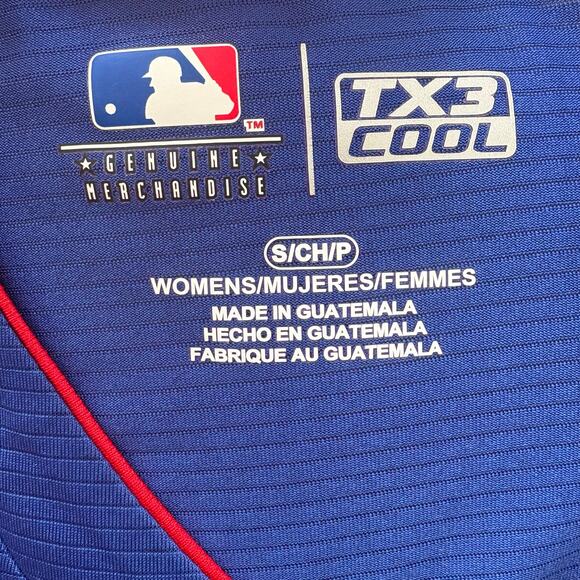 TM
★ GENUINE ★
MERCHANDISE
TX3
COOL
S/CH/P
WOMENS/MUJERES/FEMMES
MADE IN GUATEMALA
HECHO EN GUATEMALA
FABRIQUE AU GUATEMALA